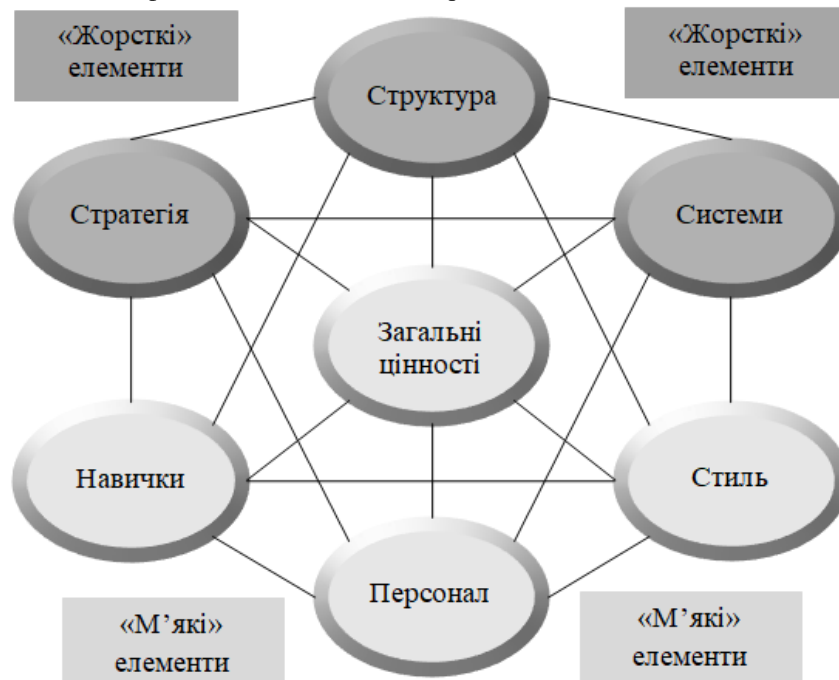 «Жорсткі»
елементи
Структура
«Жорсткі»
елементи
Стратегія
Системи
Загальні
цінності
Навички
Стиль
Персонал
«М’які»
елементи
«М’які»
елементи